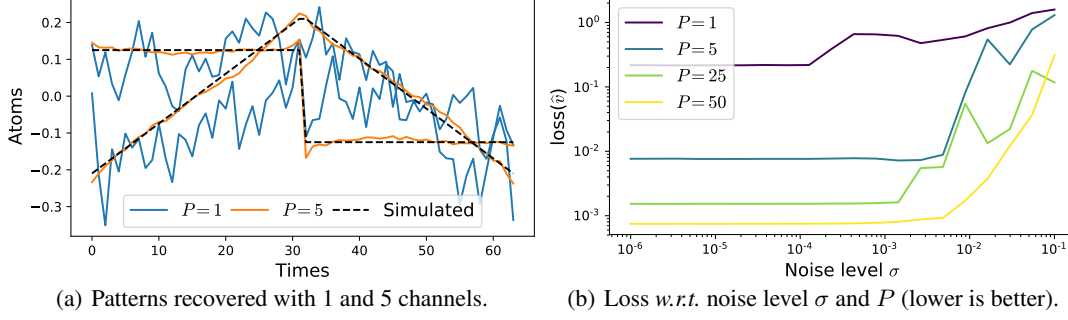 0.2
0.1
0.0
−0.1
−0.2
−0.3
Atoms
P = 1
P = 5
Simulated
0
10
20
30
40
50
60
Times
(a) Patterns recovered with 1 and 5 channels.
10⁰
10⁻¹
10⁻²
10⁻³
loss(v̂)
P = 1
P = 5
P = 25
P = 50
10⁻⁶
10⁻⁵
10⁻⁴
10⁻³
10⁻²
10⁻¹
Noise level σ
(b) Loss w.r.t. noise level σ and P (lower is better).